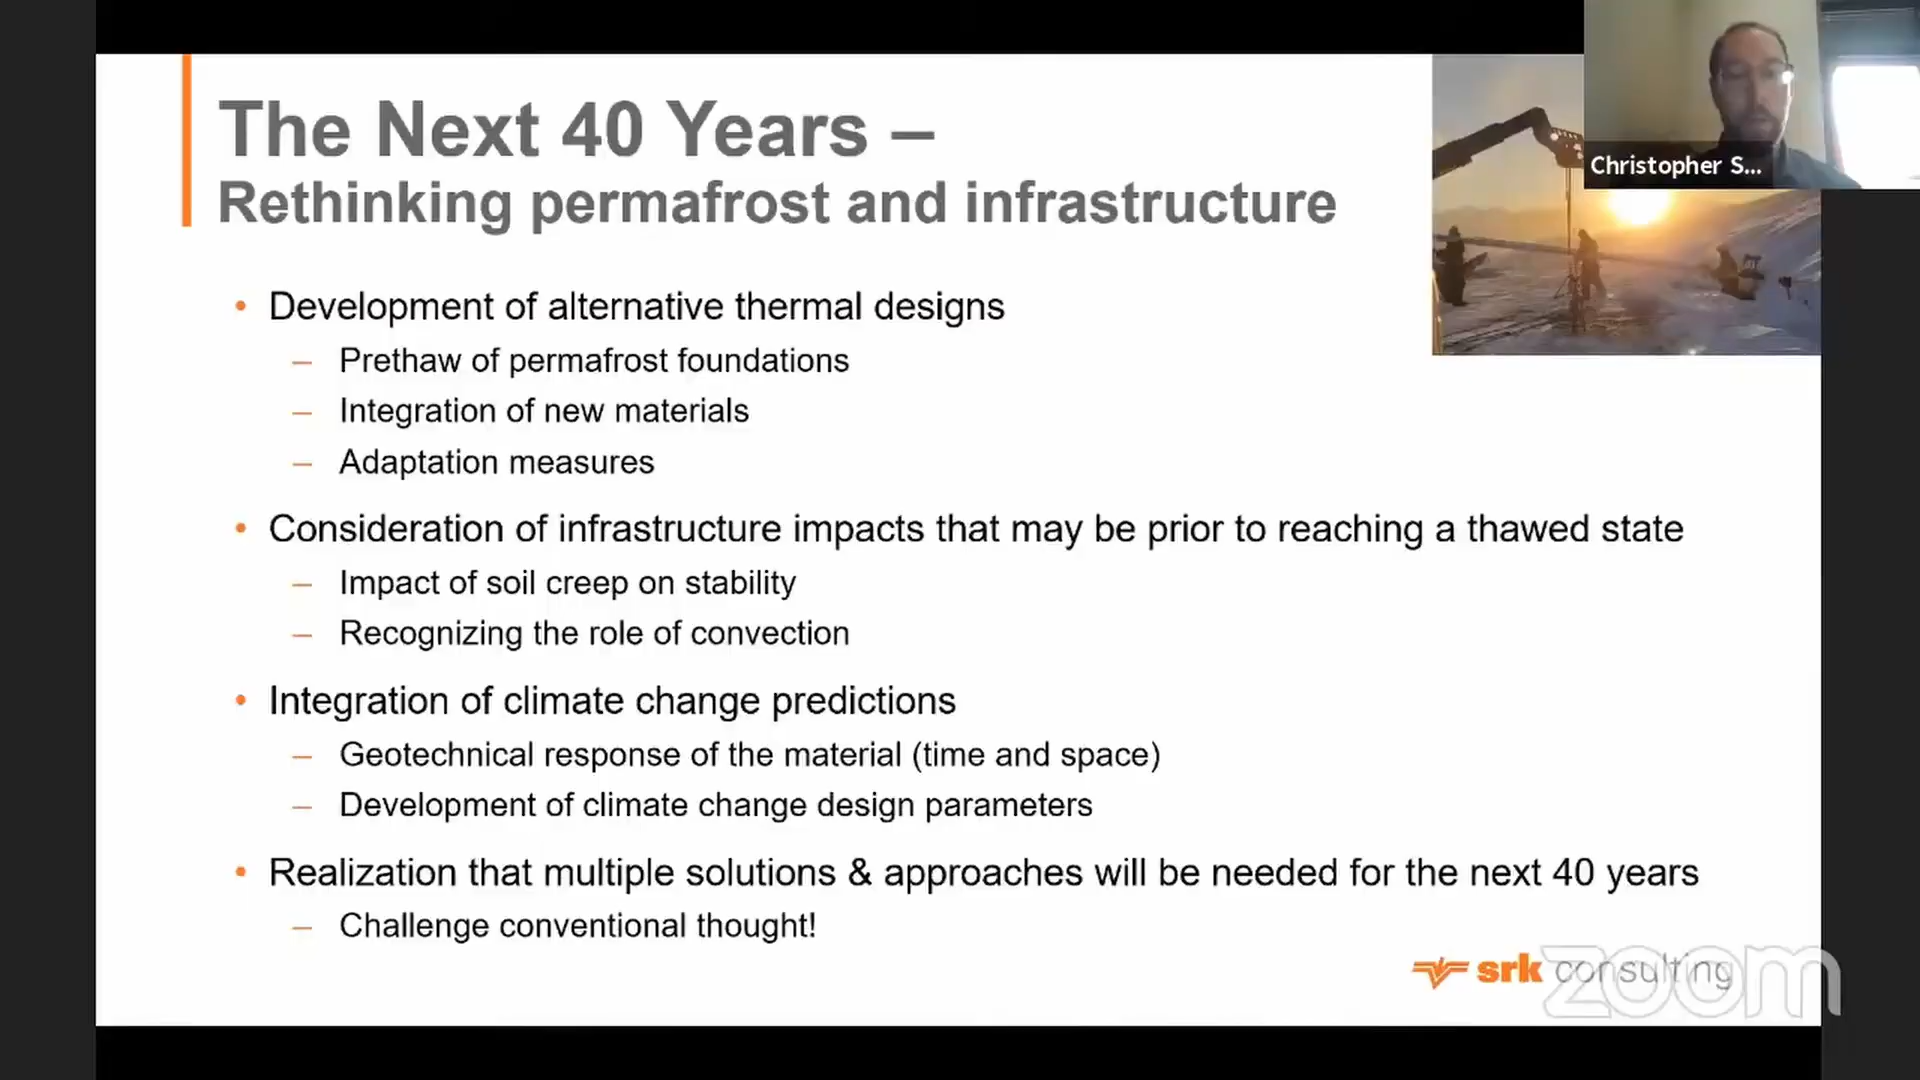 The Next 40 Years –
Rethinking permafrost and infrastructure
Christopher S...
• Development of alternative thermal designs
– Prethaw of permafrost foundations
– Integration of new materials
– Adaptation measures
• Consideration of infrastructure impacts that may be prior to reaching a thawed state
– Impact of soil creep on stability
– Recognizing the role of convection
• Integration of climate change predictions
– Geotechnical response of the material (time and space)
– Development of climate change design parameters
• Realization that multiple solutions & approaches will be needed for the next 40 years
– Challenge conventional thought!
srk consulting
zoom